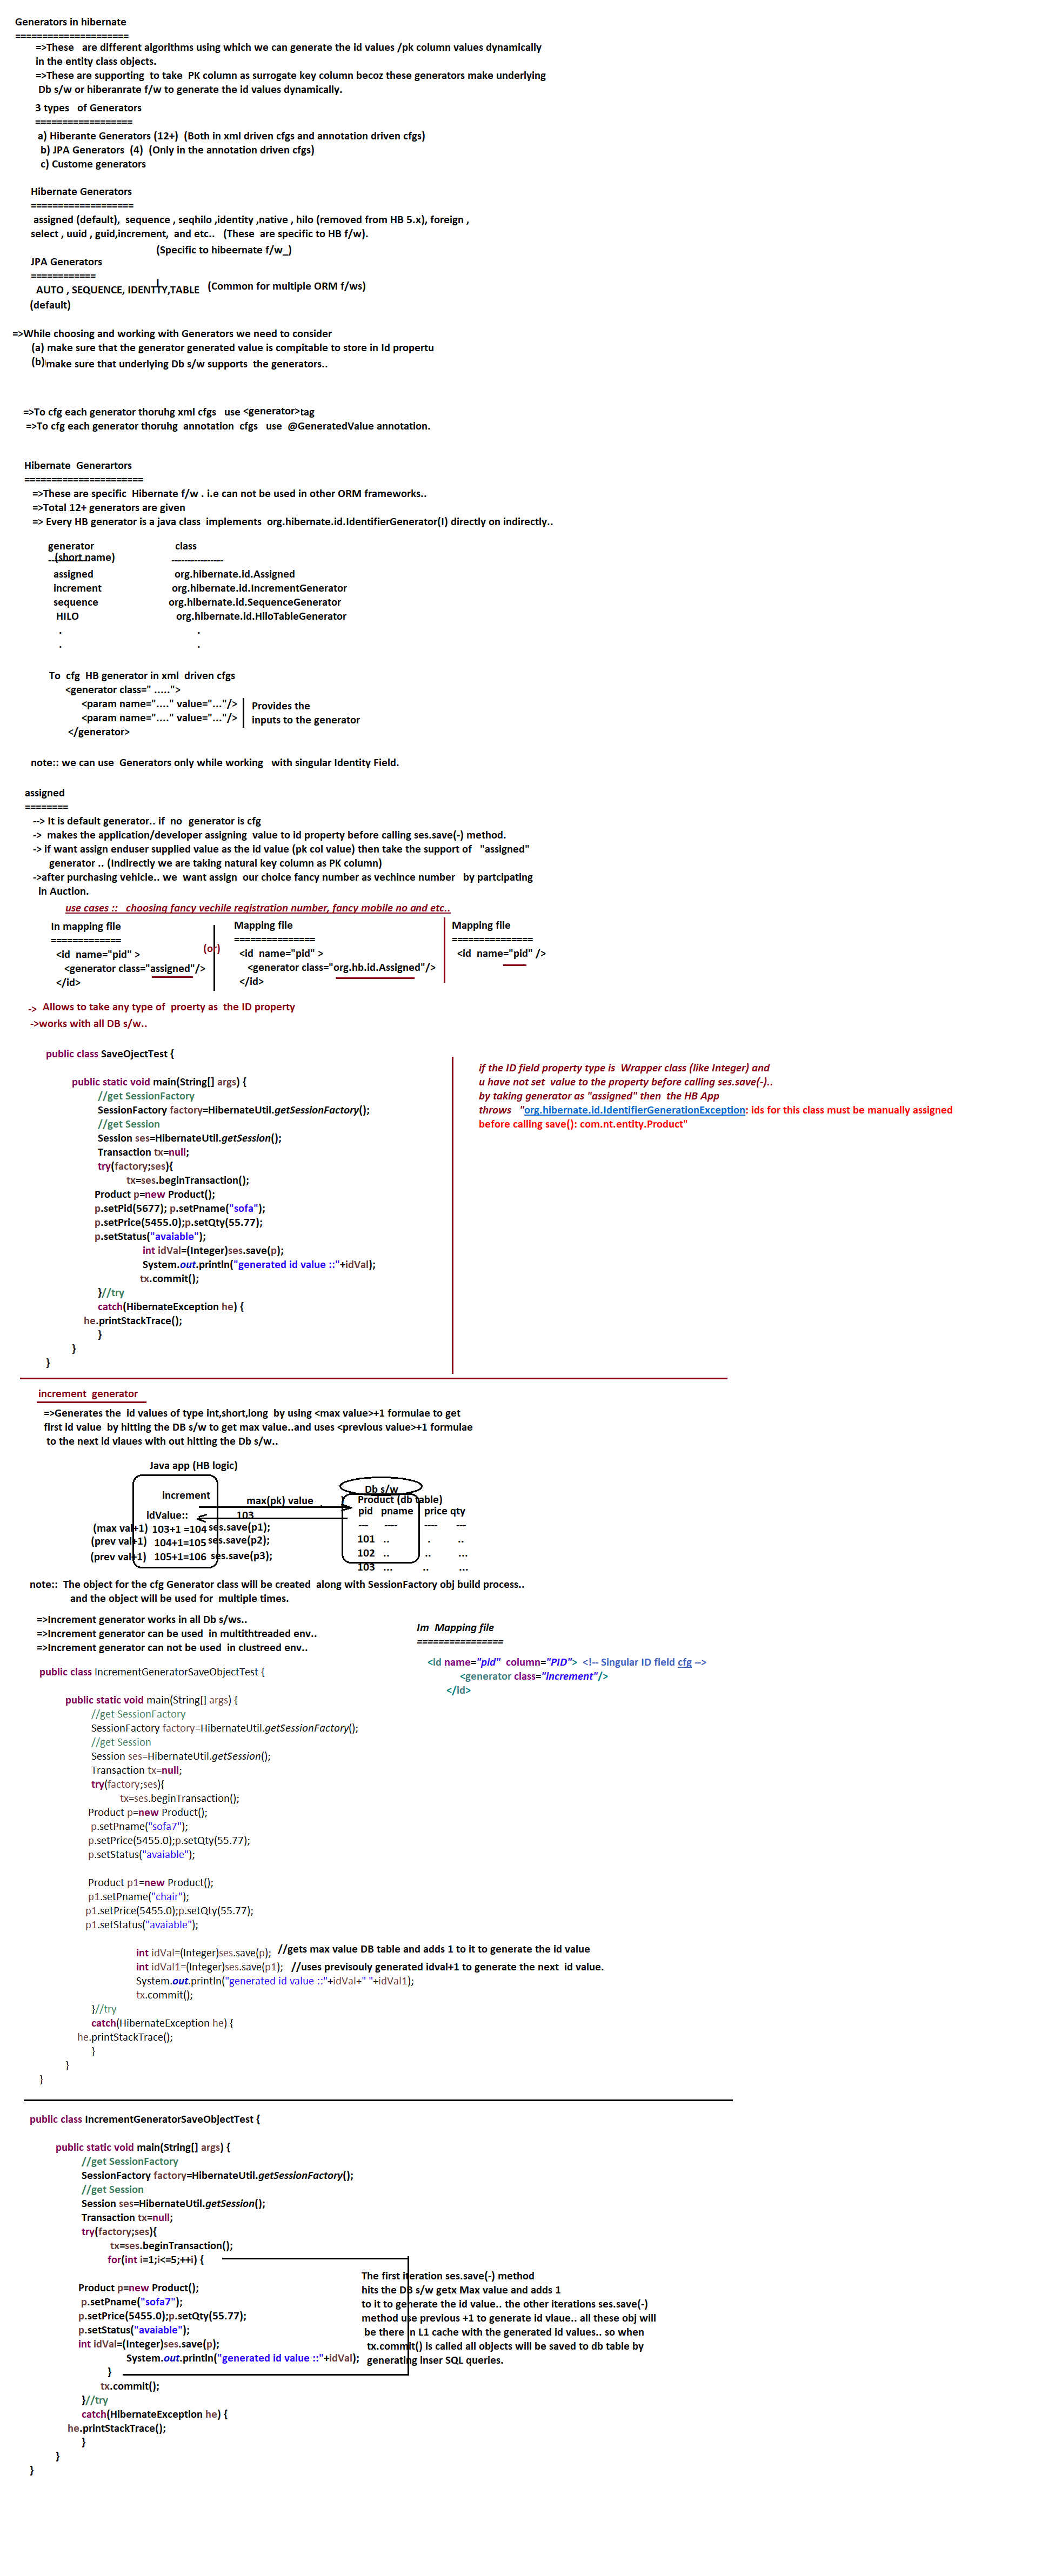 Generators in hibernate
=====================
=>These   are different algorithms using which we can generate the id values /pk column values dynamically
in the entity class objects.
=>These are supporting  to take  PK column as surrogate key column becoz these generators make underlying
Db s/w or hiberanrate f/w to generate the id values dynamically.
3 types   of Generators
==================
a) Hiberante Generators (12+)  (Both in xml driven cfgs and annotation driven cfgs)
b) JPA Generators  (4)  (Only in the annotation driven cfgs)
c) Custome generators
Hibernate Generators
===================
assigned (default),  sequence , seqhilo ,identity ,native , hilo (removed from HB 5.x), foreign ,
select , uuid , guid,increment,  and etc..   (These  are specific to HB f/w).
(Specific to hibeernate f/w_)
JPA Generators
============
AUTO , SEQUENCE, IDENTTY,TABLE   (Common for multiple ORM f/ws)
(default)
=>While choosing and working with Generators we need to consider
(a) make sure that the generator generated value is compitable to store in Id propertu
(b) make sure that underlying Db s/w supports  the generators..
=>To cfg each generator thoruhg xml cfgs   use <generator>tag
=>To cfg each generator thoruhg  annotation  cfgs   use  @GeneratedValue annotation.
Hibernate  Generartors
======================
=>These are specific  Hibernate f/w . i.e can not be used in other ORM frameworks..
=>Total 12+ generators are given
=> Every HB generator is a java class  implements  org.hibernate.id.IdentifierGenerator(I) directly on indirectly..
generator                              class
(short name)
-------------                              ----------------
assigned                              org.hibernate.id.Assigned
increment                           org.hibernate.id.IncrementGenerator
sequence                           org.hibernate.id.SequenceGenerator
HILO                                    org.hibernate.id.HiloTableGenerator
.                                        .
.                                        .
To  cfg  HB generator in xml  driven cfgs
<generator class=" .....">
<param name="...." value="..."/>
<param name="...." value="..."/>
</generator>
Provides the
inputs to the generator
note:: we can use  Generators only while working   with singular Identity Field.
assigned
========
--> It is default generator.. if  no  generator is cfg
->  makes the application/developer assigning  value to id property before calling ses.save(-) method.
-> if want assign enduser supplied value as the id value (pk col value) then take the support of   "assigned"
generator .. (Indirectly we are taking natural key column as PK column)
->after purchasing vehicle.. we  want assign  our choice fancy number as vechince number   by partcipating
in Auction.
use cases ::   choosing fancy vechile registration number, fancy mobile no and etc..
In mapping file
=============
<id  name="pid" >
<generator class="assigned"/>
</id>
(or)
Mapping file
===============
<id  name="pid" >
<generator class="org.hb.id.Assigned"/>
</id>
Mapping file
===============
<id  name="pid" />
->  Allows to take any type of  proerty as  the ID property
->works with all DB s/w..
public class SaveOjectTest {
public static void main(String[] args) {
//get SessionFactory
SessionFactory factory=HibernateUtil.getSessionFactory();
//get Session
Session ses=HibernateUtil.getSession();
Transaction tx=null;
try(factory;ses){
tx=ses.beginTransaction();
Product p=new Product();
p.setPid(5677); p.setPname("sofa");
p.setPrice(5455.0);p.setQty(55.77);
p.setStatus("avaiable");
int idVal=(Integer)ses.save(p);
System.out.println("generated id value ::"+idVal);
tx.commit();
}//try
catch(HibernateException he) {
he.printStackTrace();
}
}
}
if the ID field property type is  Wrapper class (like Integer) and
u have not set  value to the property before calling ses.save(-)..
by taking generator as "assigned" then  the HB App
throws   "org.hibernate.id.IdentifierGenerationException: ids for this class must be manually assigned
before calling save(): com.nt.entity.Product"
increment  generator
=>Generates the  id values of type int,short,long  by using <max value>+1 formulae to get
first id value  by hitting the DB s/w to get max value..and uses <previous value>+1 formulae
to the next id vlaues with out hitting the Db s/w..
Java app (HB logic)
increment
idValue::
(max val+1)  103+1 =104 ses.save(p1);
(prev val+1)  104+1=105 ses.save(p2);
(prev val+1)  105+1=106  ses.save(p3);
max(pk) value
103
Db s/w
Product (db table)
pid   pname    price qty
---     ----         ----     ---
101   ..             .         ..
102   ..            ..         ...
103   ...          ..          ...
note::  The object for the cfg Generator class will be created  along with SessionFactory obj build process..
and the object will be used for  multiple times.
=>Increment generator works in all Db s/ws..
=>Increment generator can be used  in multithtreaded env..
=>Increment generator can not be used  in clustreed env..
Im  Mapping file
================
<id name="pid"  column="PID">  <!-- Singular ID field cfg -->
<generator class="increment"/>
</id>
public class IncrementGeneratorSaveObjectTest {
public static void main(String[] args) {
//get SessionFactory
SessionFactory factory=HibernateUtil.getSessionFactory();
//get Session
Session ses=HibernateUtil.getSession();
Transaction tx=null;
try(factory;ses){
tx=ses.beginTransaction();
Product p=new Product();
p.setPname("sofa7");
p.setPrice(5455.0);p.setQty(55.77);
p.setStatus("avaiable");
Product p1=new Product();
p1.setPname("chair");
p1.setPrice(5455.0);p.setQty(55.77);
p1.setStatus("avaiable");
int idVal=(Integer)ses.save(p);  //gets max value DB table and adds 1 to it to generate the id value
int idVal1=(Integer)ses.save(p1);   //uses previsouly generated idval+1 to generate the next  id value.
System.out.println("generated id value ::"+idVal+" "+idVal1);
tx.commit();
}//try
catch(HibernateException he) {
he.printStackTrace();
}
}
}
public class IncrementGeneratorSaveObjectTest {
public static void main(String[] args) {
//get SessionFactory
SessionFactory factory=HibernateUtil.getSessionFactory();
//get Session
Session ses=HibernateUtil.getSession();
Transaction tx=null;
try(factory;ses){
tx=ses.beginTransaction();
for(int i=1;i<=5;++i) {
Product p=new Product();
p.setPname("sofa7");
p.setPrice(5455.0);p.setQty(55.77);
p.setStatus("avaiable");
int idVal=(Integer)ses.save(p);
System.out.println("generated id value ::"+idVal);
}
tx.commit();
}//try
catch(HibernateException he) {
he.printStackTrace();
}
}
}
The first iteration ses.save(-) method
hits the DB s/w getx Max value and adds 1
to it to generate the id value.. the other iterations ses.save(-)
method use previous +1 to generate id vlaue.. all these obj will
be there in L1 cache with the generated id values.. so when
tx.commit() is called all objects will be saved to db table by
generating inser SQL queries.